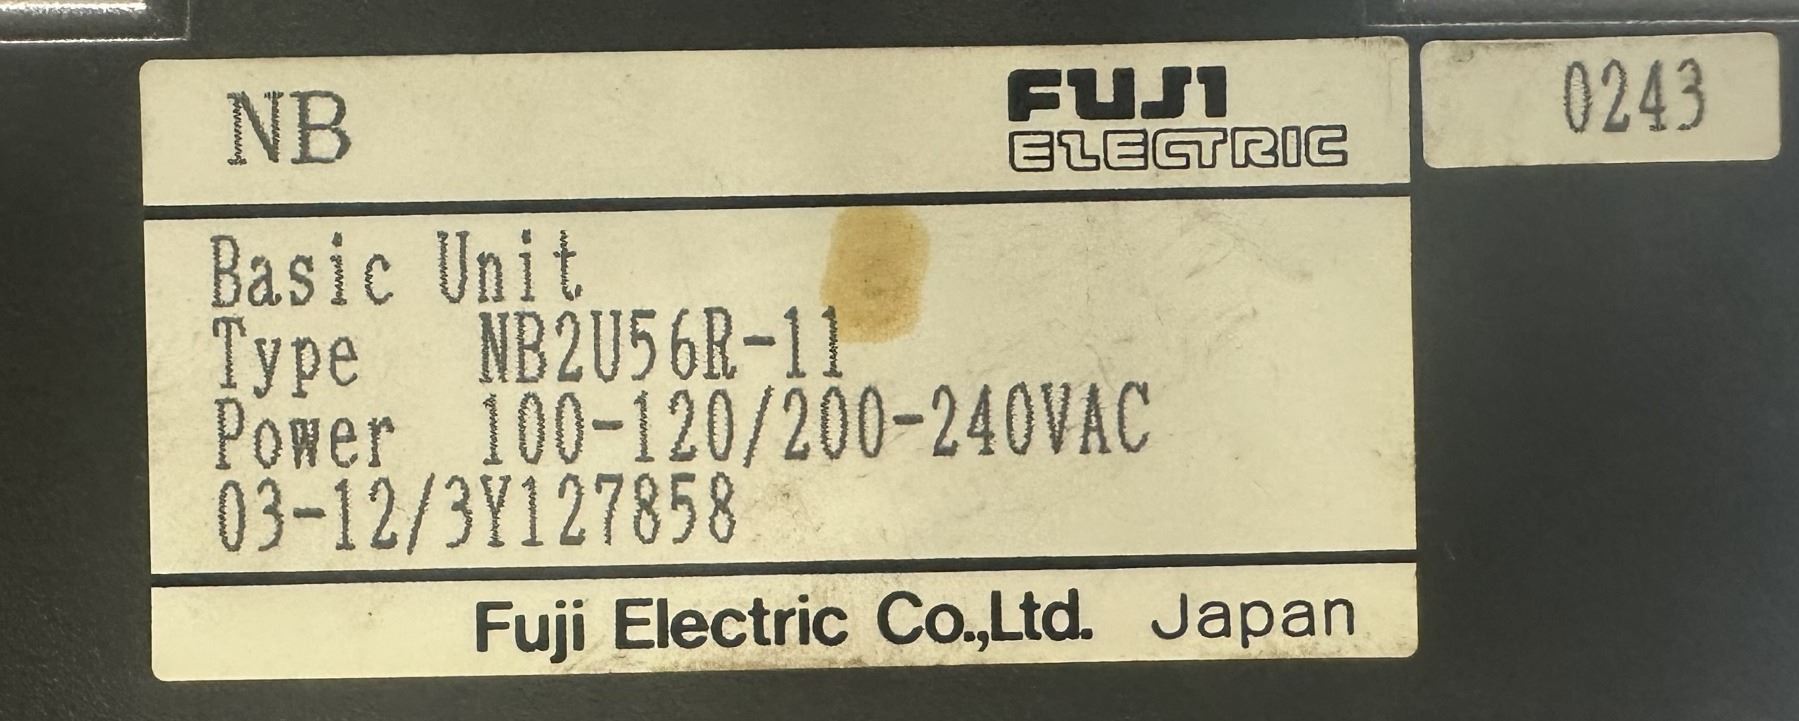 NB
FUJI
ELECTRIC
0243
Basic Unit
Type NB2U56R-11
Power 100-120/200-240VAC
03-12/3Y127858
Fuji Electric Co.,Ltd. Japan